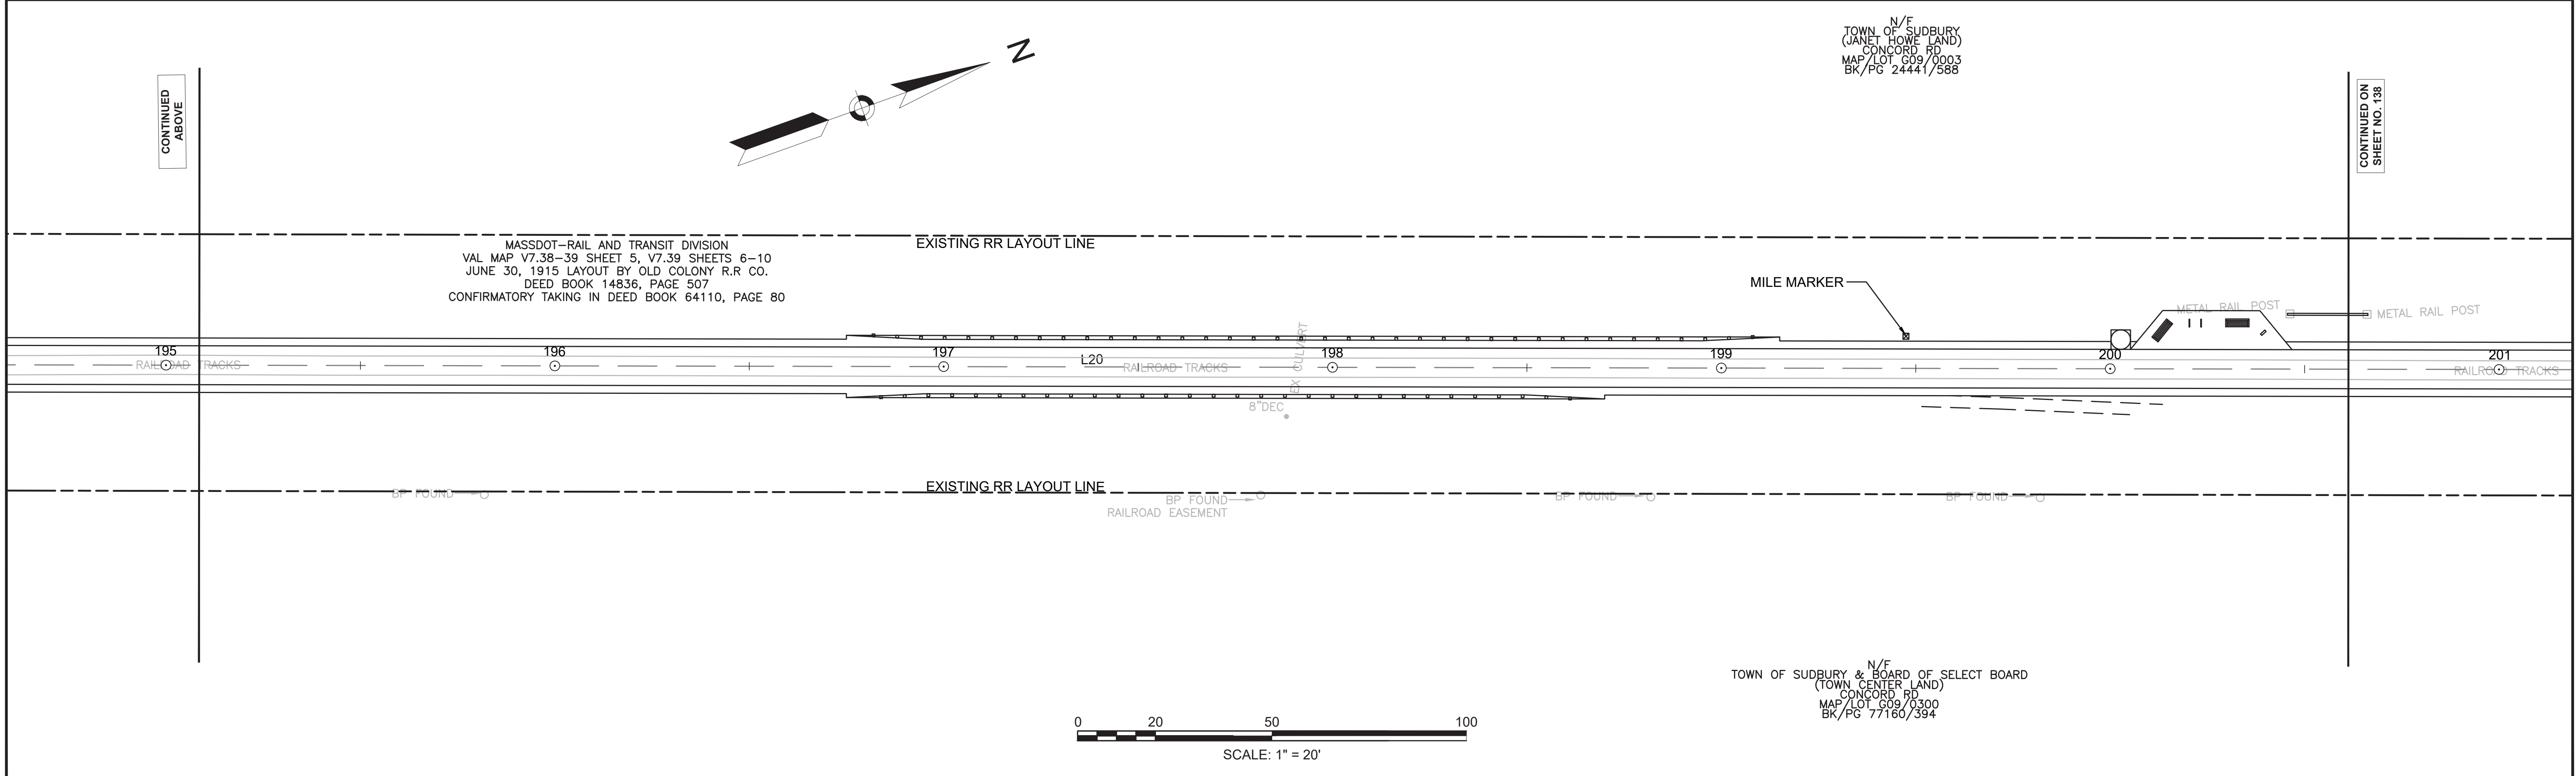 N/F
TOWN OF SUDBURY
(JANET HOWE LAND)
CONCORD RD
MAP/LOT G09/0003
BK/PG 24441/588
N
CONTINUED
ABOVE
CONTINUED ON
SHEET NO. 138
MASSDOT-RAIL AND TRANSIT DIVISION
VAL MAP V7.38-39 SHEET 5, V7.39 SHEETS 6-10
JUNE 30, 1915 LAYOUT BY OLD COLONY R.R CO.
DEED BOOK 14836, PAGE 507
CONFIRMATORY TAKING IN DEED BOOK 64110, PAGE 80
EXISTING RR LAYOUT LINE
MILE MARKER
METAL RAIL POST
METAL RAIL POST
195
196
197
L20
198
199
200
201
RAILROAD TRACKS
RAILROAD TRACKS
RAILROAD TRACKS
EX CULVERT
8"DEC
EXISTING RR LAYOUT LINE
BP FOUND
BP FOUND
RAILROAD EASEMENT
BP FOUND
BP FOUND
N/F
TOWN OF SUDBURY & BOARD OF SELECT BOARD
(TOWN CENTER LAND)
CONCORD RD
MAP/LOT G09/0300
BK/PG 77160/394
0 20 50 100
SCALE: 1" = 20'